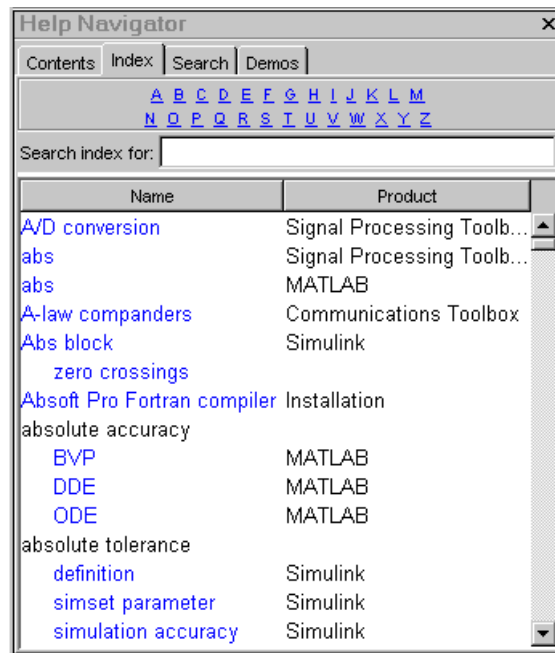 Help Navigator
Contents Index Search Demos
A B C D E F G H I J K L M
N O P Q R S T U V W X Y Z
Search index for:
Name Product
A/D conversion Signal Processing Toolb...
abs Signal Processing Toolb...
abs MATLAB
A-law companders Communications Toolbox
Abs block Simulink
zero crossings
Absoft Pro Fortran compiler Installation
absolute accuracy
BVP MATLAB
DDE MATLAB
ODE MATLAB
absolute tolerance
definition Simulink
simset parameter Simulink
simulation accuracy Simulink